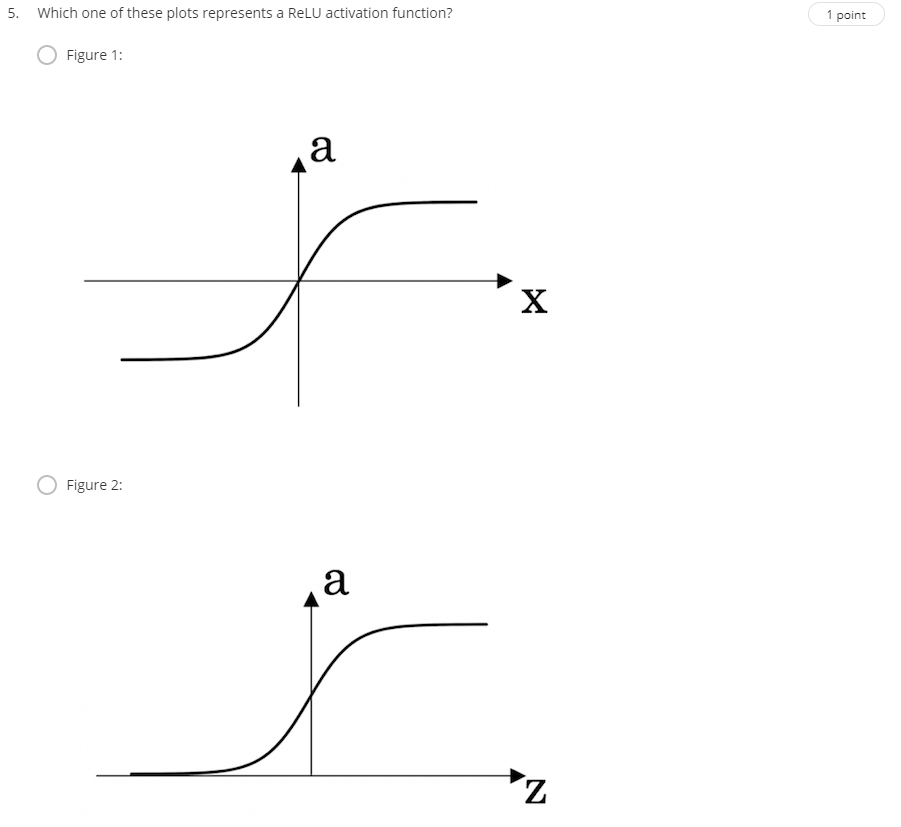 5. Which one of these plots represents a ReLU activation function?
1 point
Figure 1:
a
x
Figure 2:
a
z